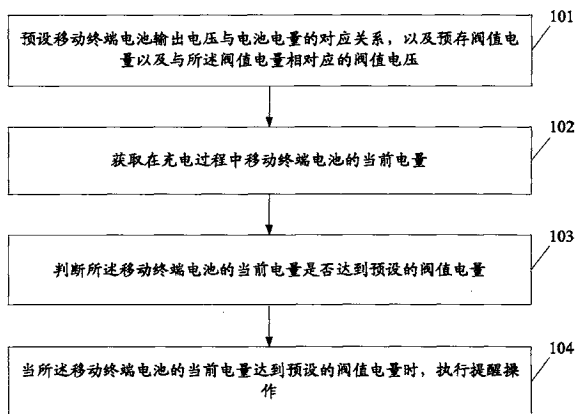 101
预设移动终端电池输出电压与电池电量的对应关系,以及预存阀值电
量以及与所述阀值电量相对应的阀值电压
102
获取在充电过程中移动终端电池的当前电量
103
判断所述移动终端电池的当前电量是否达到预设的阀值电量
104
当所述移动终端电池的当前电量达到预设的阀值电量时,执行提醒操
作